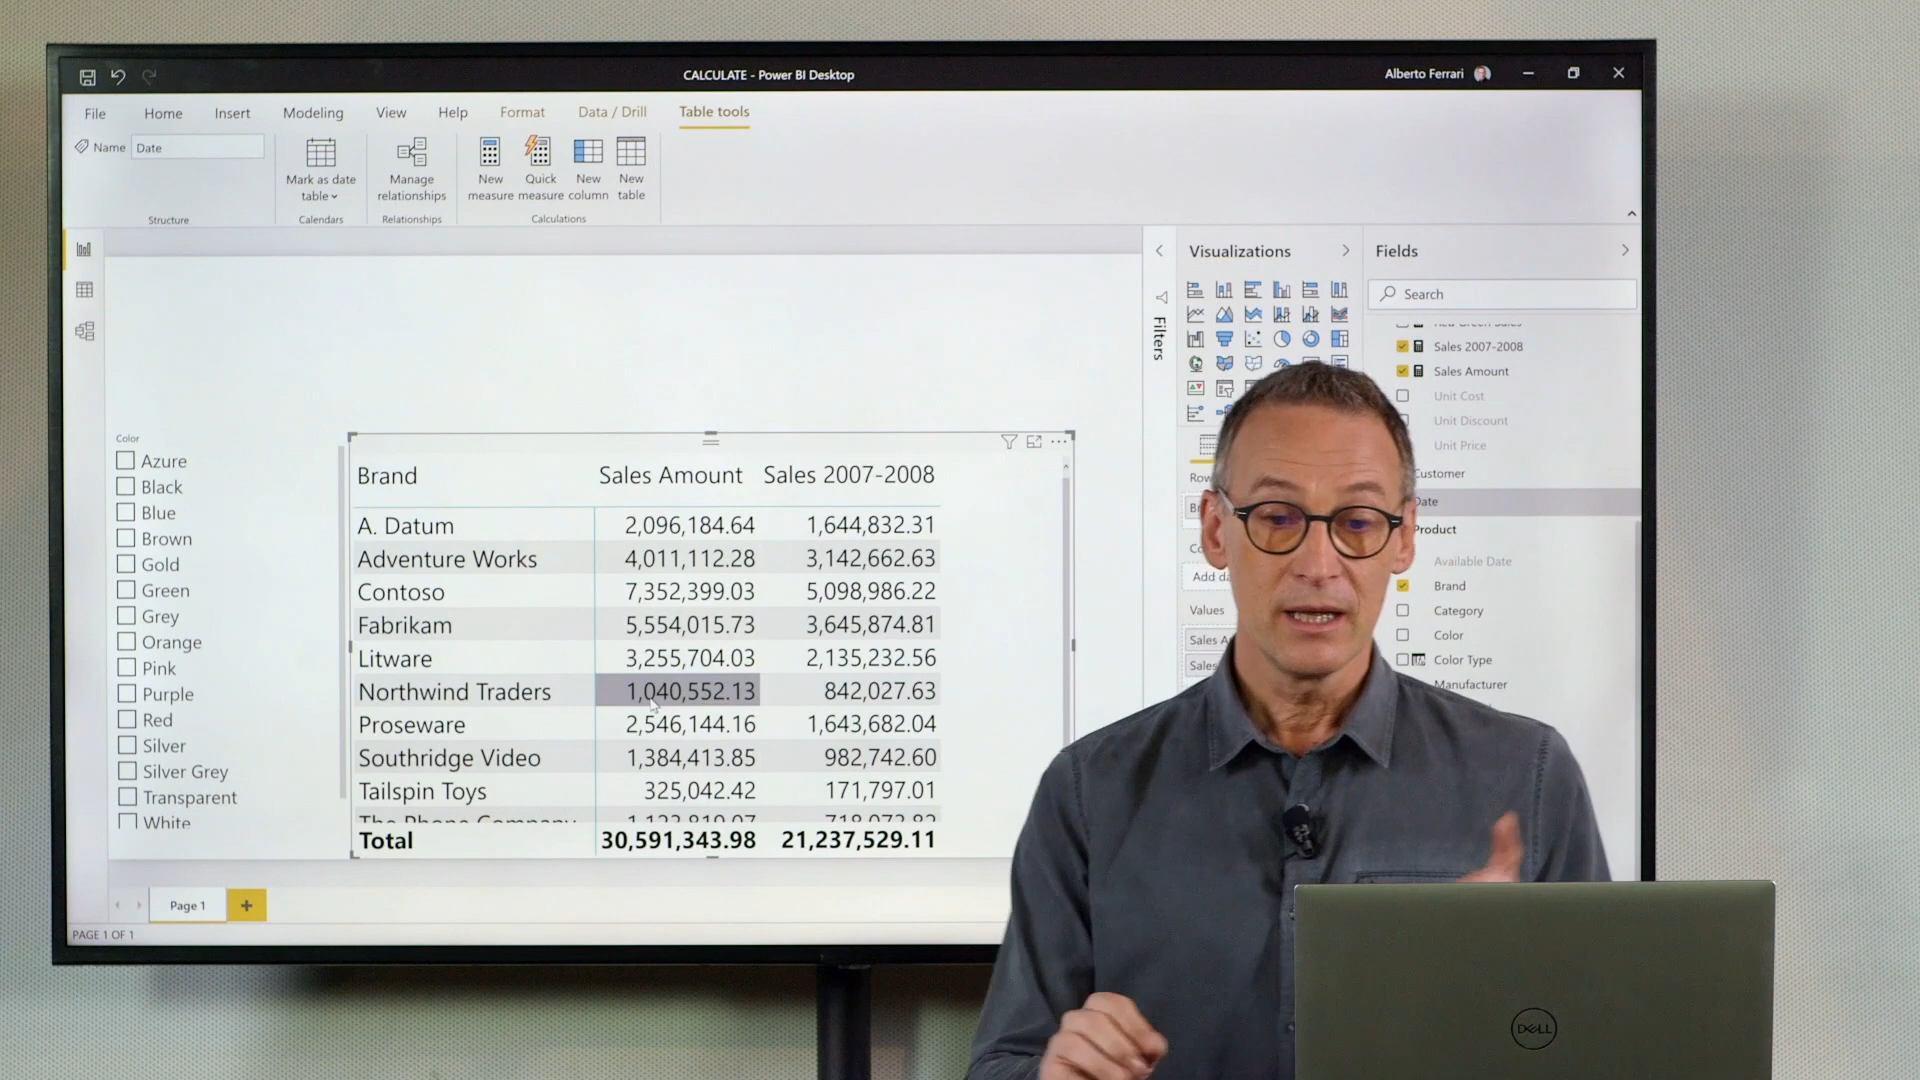 CALCULATE - Power BI Desktop
Alberto Ferrari
File Home Insert Modeling View Help Format Data / Drill Table tools
Name Date
Mark as date table
Manage relationships
New measure
Quick measure
New column
New table
Structure
Calendars
Relationships
Calculations
Filters
Visualizations
Fields
Search
Sales 2007-2008
Sales Amount
Unit Cost
Unit Discount
Unit Price
Customer
Date
Product
Available Date
Brand
Category
Color
Color Type
Manufacturer
Values
Color
Azure
Black
Blue
Brown
Gold
Green
Grey
Orange
Pink
Purple
Red
Silver
Silver Grey
Transparent
White
Brand Sales Amount Sales 2007-2008
A. Datum 2,096,184.64 1,644,832.31
Adventure Works 4,011,112.28 3,142,662.63
Contoso 7,352,399.03 5,098,986.22
Fabrikam 5,554,015.73 3,645,874.81
Litware 3,255,704.03 2,135,232.56
Northwind Traders 1,040,552.13 842,027.63
Proseware 2,546,144.16 1,643,682.04
Southridge Video 1,384,413.85 982,742.60
Tailspin Toys 325,042.42 171,797.01
The Phone Company
Total 30,591,343.98 21,237,529.11
Page 1
PAGE 1 OF 1
DELL